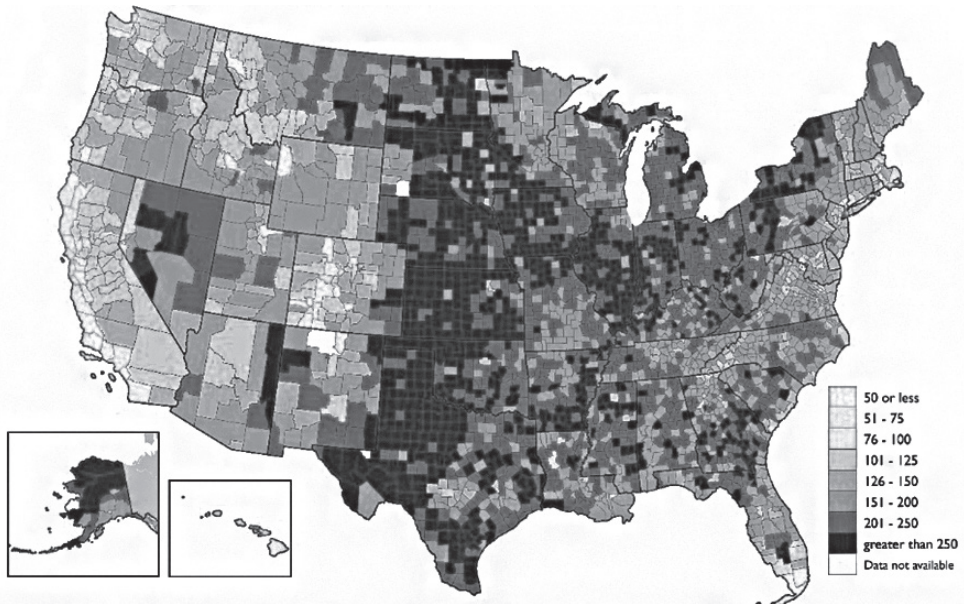 50 or less
51 - 75
76 - 100
101 - 125
126 - 150
151 - 200
201 - 250
greater than 250
Data not available